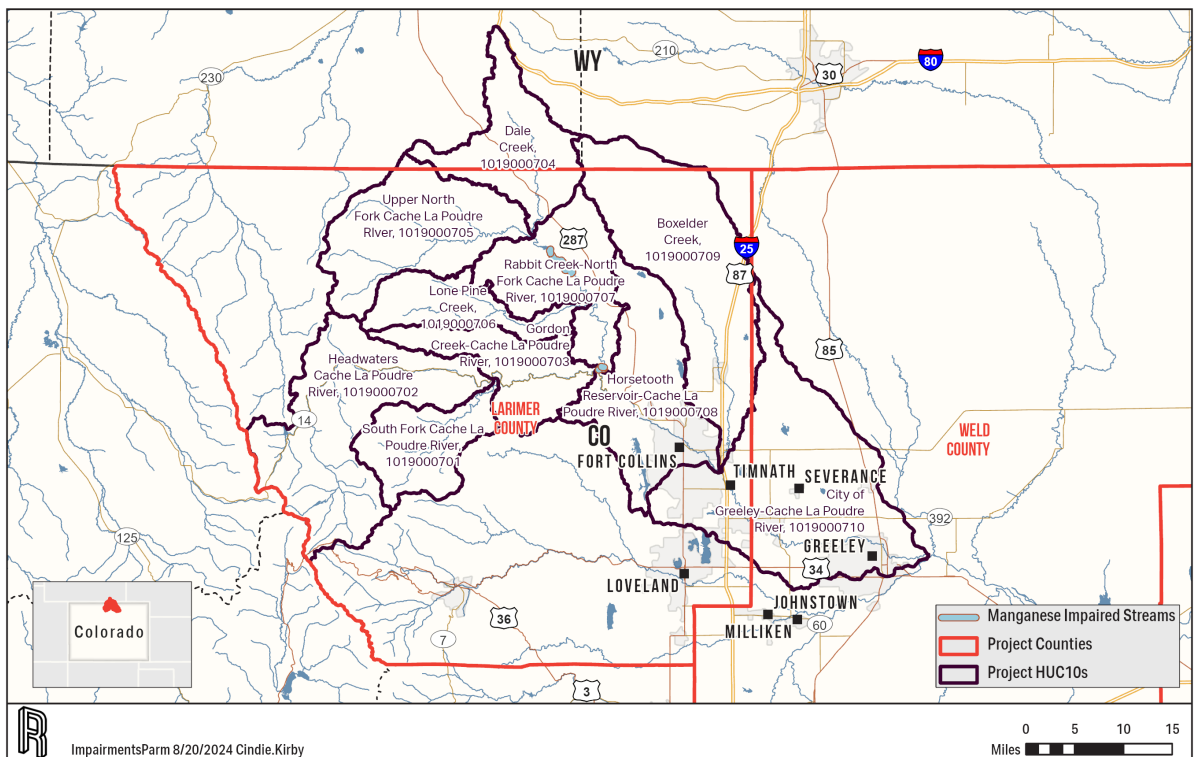 WY
210
80
30
230
Dale
Creek,
1019000704
Upper North
Fork Cache La Poudre
RIver, 1019000705
Boxelder
Creek,
1019000709
287
25
87
Rabbit Creek-North
Fork Cache La Poudre
River, 1019000707
Lone Pine
Creek,
1019000706
Gordon
Creek-Cache La Poudre
River, 1019000703
85
Headwaters
Cache La Poudre
River, 1019000702
Horsetooth
Reservoir-Cache La
Poudre River, 1019000708
14
LARIMER
COUNTY
South Fork Cache La
Poudre River,
1019000701
CO
FORT COLLINS
WELD
COUNTY
TIMNATH
SEVERANCE
City of
Greeley-Cache La Poudre
River, 1019000710
392
125
GREELEY
34
LOVELAND
JOHNSTOWN
MILLIKEN
60
36
7
3
Colorado
Manganese Impaired Streams
Project Counties
Project HUC10s
R
ImpairmentsParm 8/20/2024 Cindie.Kirby
0 5 10 15
Miles